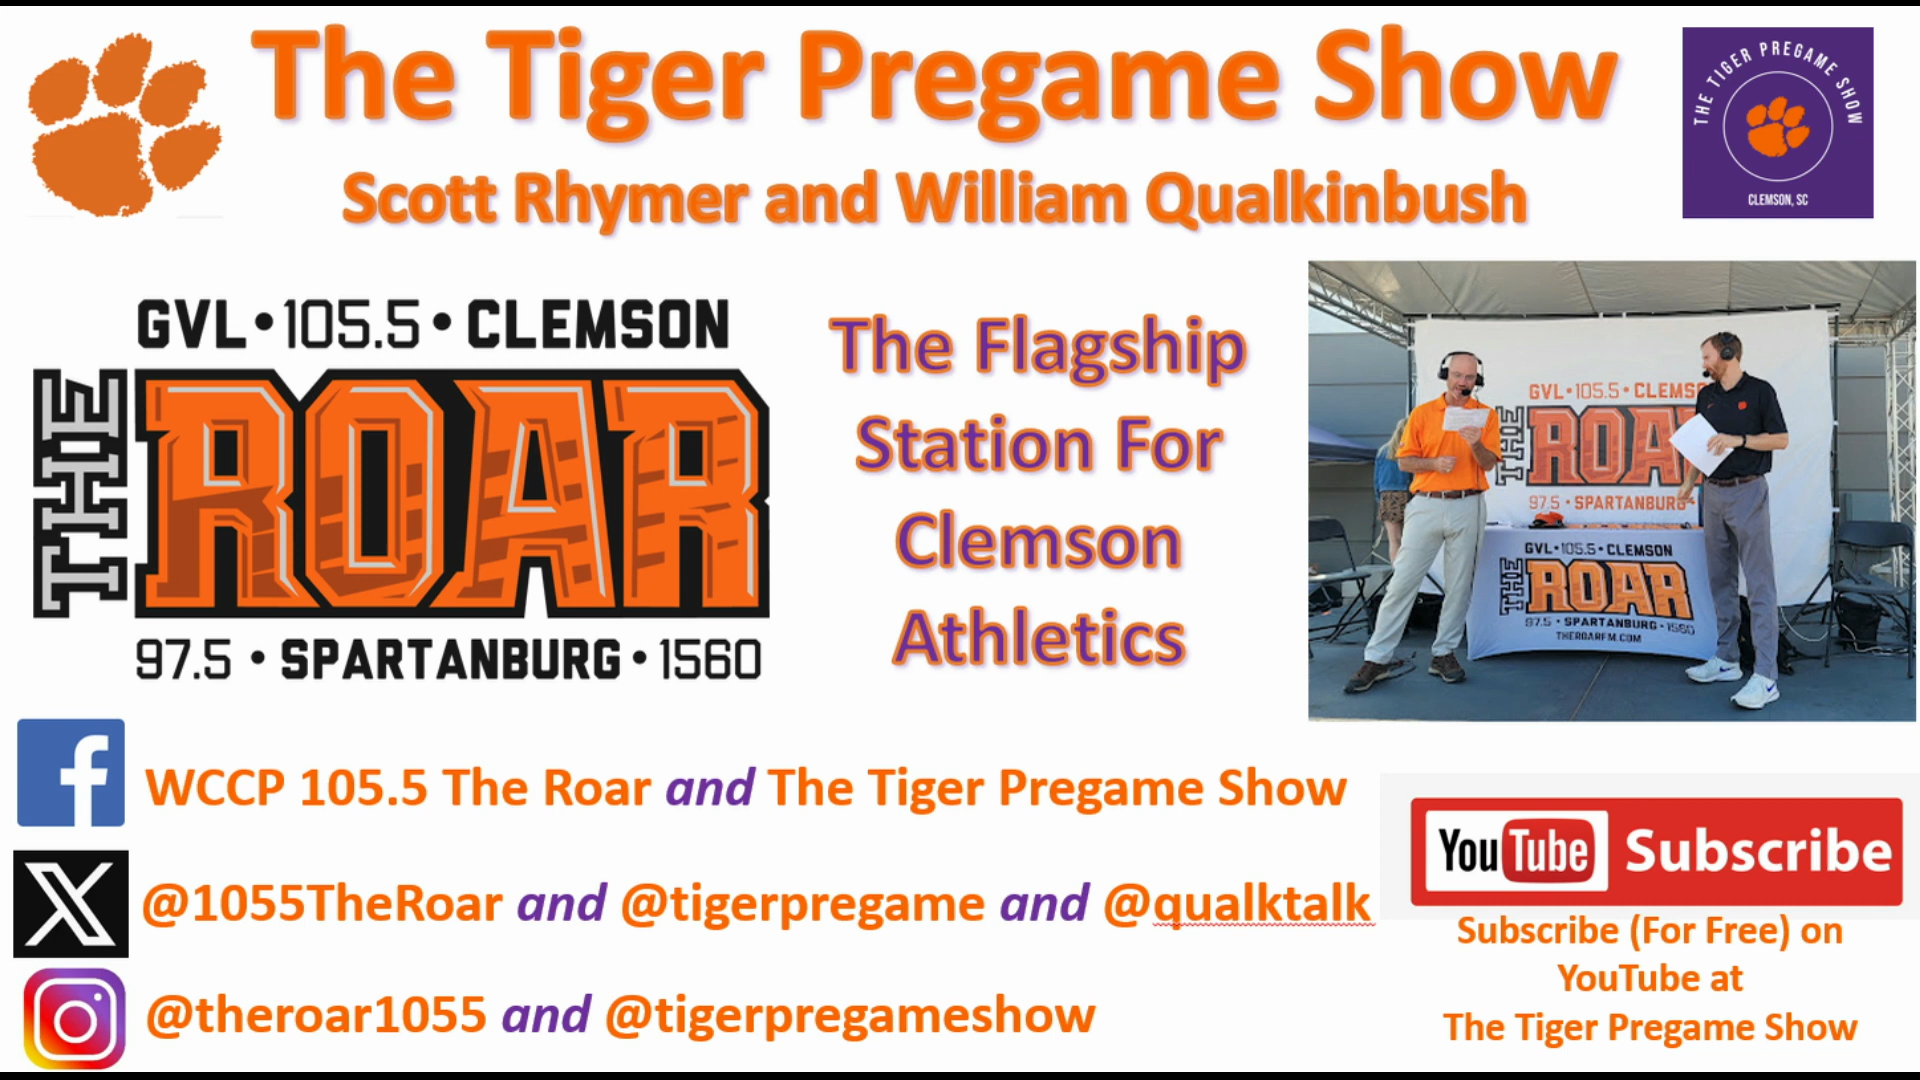 The Tiger Pregame Show
Scott Rhymer and William Qualkinbush
THE TIGER PREGAME SHOW
CLEMSON, SC
GVL • 105.5 • CLEMSON
THE ROAR
97.5 • SPARTANBURG • 1560
The Flagship
Station For
Clemson
Athletics
GVL • 105.5 • CLEMS
THE ROA
97.5 • SPARTANBURG
GVL • 105.5 • CLEMSON
THE ROAR
97.5 • SPARTANBURG • 1560
THEROARFM.COM
f WCCP 105.5 The Roar and The Tiger Pregame Show
X @1055TheRoar and @tigerpregame and @qualktalk
@theroar1055 and @tigerpregameshow
YouTube Subscribe
Subscribe (For Free) on
YouTube at
The Tiger Pregame Show